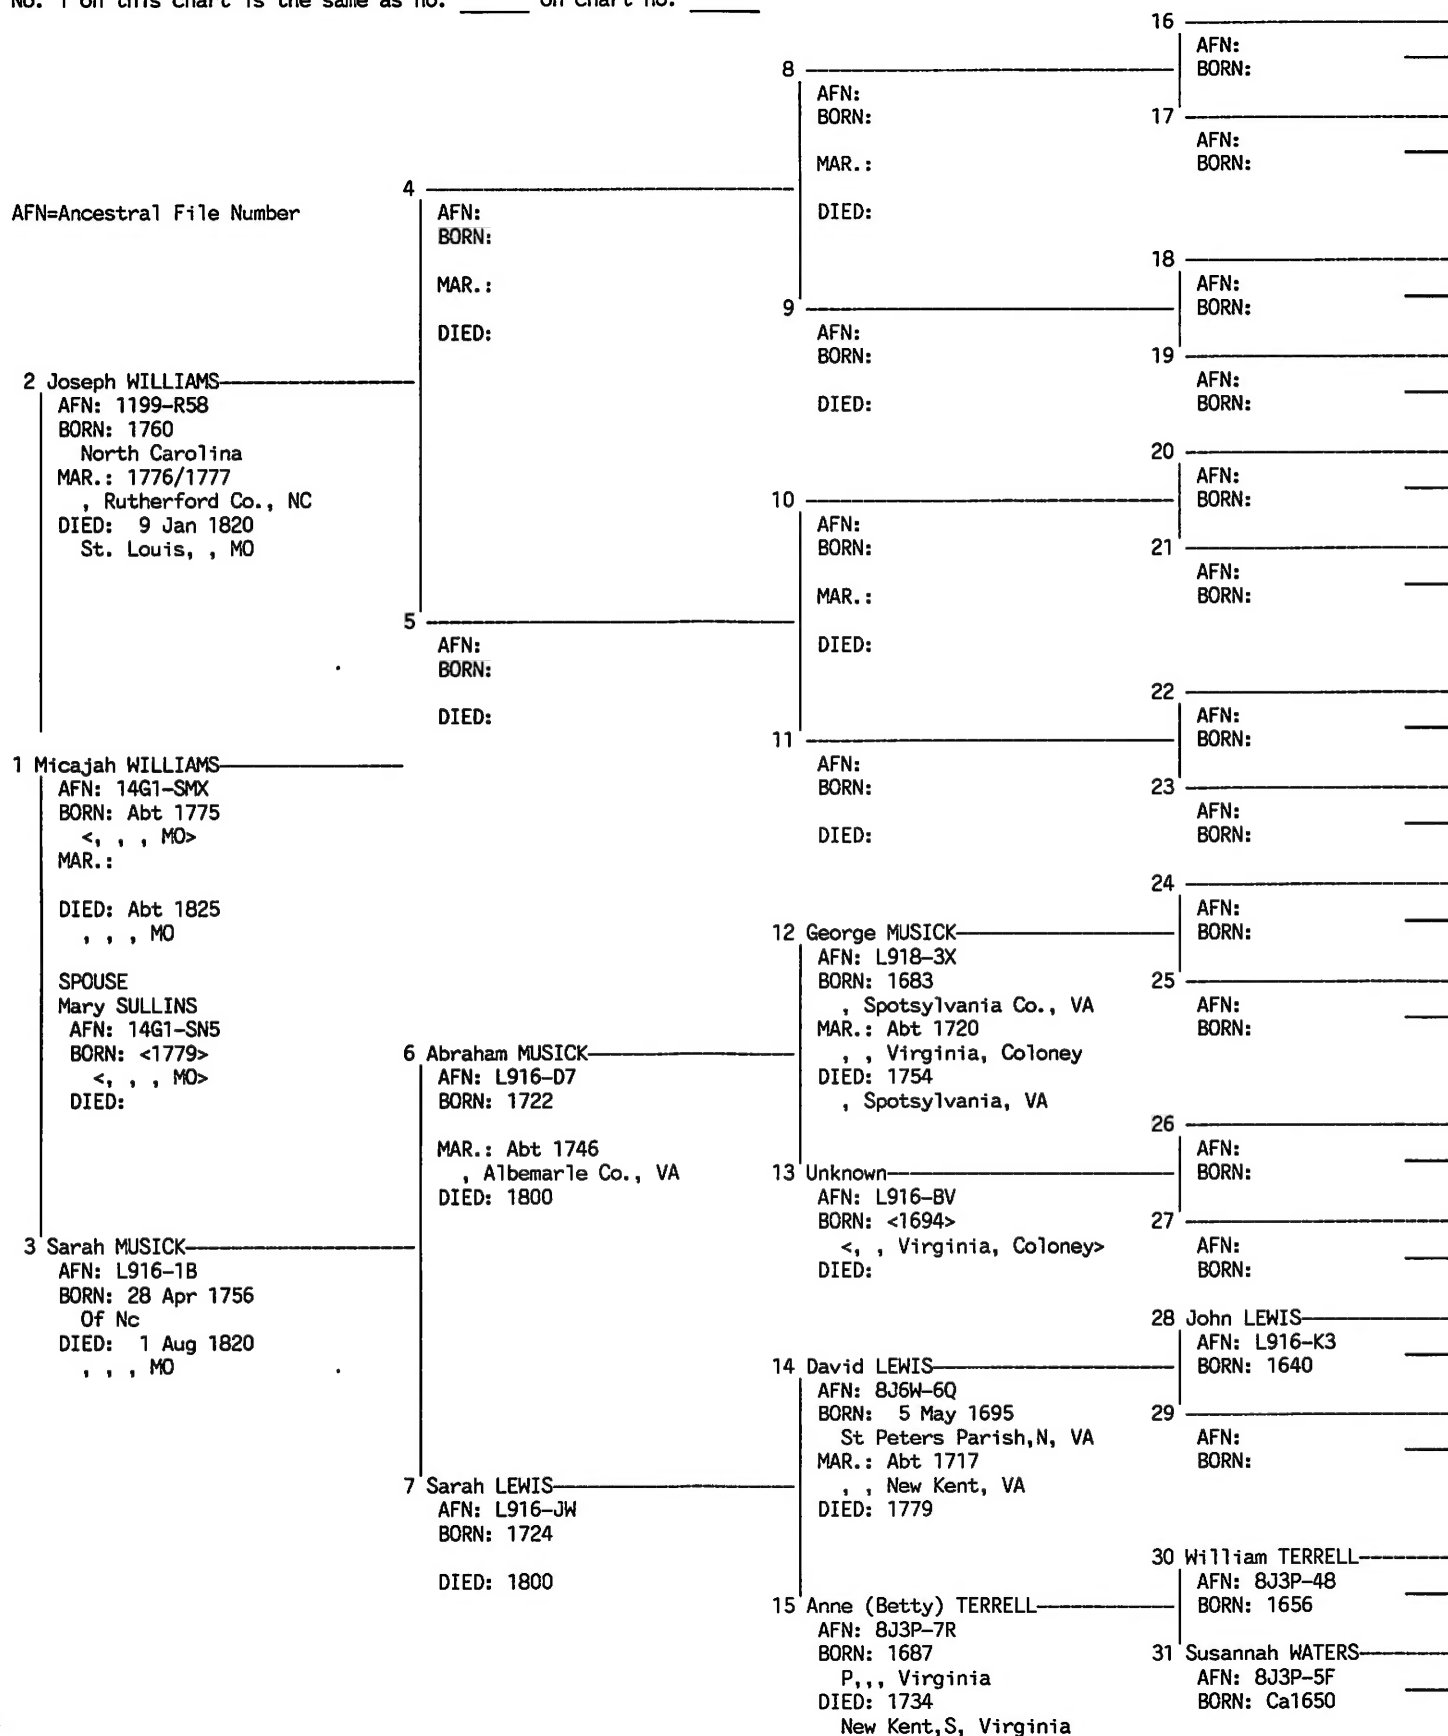 No. 1 on this chart is the same as no. _____ on chart no. _____
AFN=Ancestral File Number
2 Joseph WILLIAMS
AFN: 1199-R58
BORN: 1760
North Carolina
MAR.: 1776/1777
, Rutherford Co., NC
DIED: 9 Jan 1820
St. Louis, , MO
1 Micajah WILLIAMS
AFN: 14G1-SMX
BORN: Abt 1775
<, , , MO>
MAR.:
DIED: Abt 1825
, , , MO
SPOUSE
Mary SULLINS
AFN: 14G1-SN5
BORN: <1779>
<, , , MO>
DIED:
3 Sarah MUSICK
AFN: L916-1B
BORN: 28 Apr 1756
Of Nc
DIED: 1 Aug 1820
, , , MO
4
AFN:
BORN:
MAR.:
DIED:
5
AFN:
BORN:
DIED:
6 Abraham MUSICK
AFN: L916-D7
BORN: 1722
MAR.: Abt 1746
, Albemarle Co., VA
DIED: 1800
7 Sarah LEWIS
AFN: L916-JW
BORN: 1724
DIED: 1800
8
AFN:
BORN:
MAR.:
DIED:
9
AFN:
BORN:
DIED:
10
AFN:
BORN:
MAR.:
DIED:
11
AFN:
BORN:
DIED:
12 George MUSICK
AFN: L918-3X
BORN: 1683
, Spotsylvania Co., VA
MAR.: Abt 1720
, , Virginia, Coloney
DIED: 1754
, Spotsylvania, VA
13 Unknown
AFN: L916-BV
BORN: <1694>
<, , Virginia, Coloney>
DIED:
14 David LEWIS
AFN: 8J6W-6Q
BORN: 5 May 1695
St Peters Parish,N, VA
MAR.: Abt 1717
, , New Kent, VA
DIED: 1779
15 Anne (Betty) TERRELL
AFN: 8J3P-7R
BORN: 1687
P,,, Virginia
DIED: 1734
New Kent,S, Virginia
16
AFN:
BORN:
17
AFN:
BORN:
18
AFN:
BORN:
19
AFN:
BORN:
20
AFN:
BORN:
21
AFN:
BORN:
22
AFN:
BORN:
23
AFN:
BORN:
24
AFN:
BORN:
25
AFN:
BORN:
26
AFN:
BORN:
27
AFN:
BORN:
28 John LEWIS
AFN: L916-K3
BORN: 1640
29
AFN:
BORN:
30 William TERRELL
AFN: 8J3P-48
BORN: 1656
31 Susannah WATERS
AFN: 8J3P-5F
BORN: Ca1650